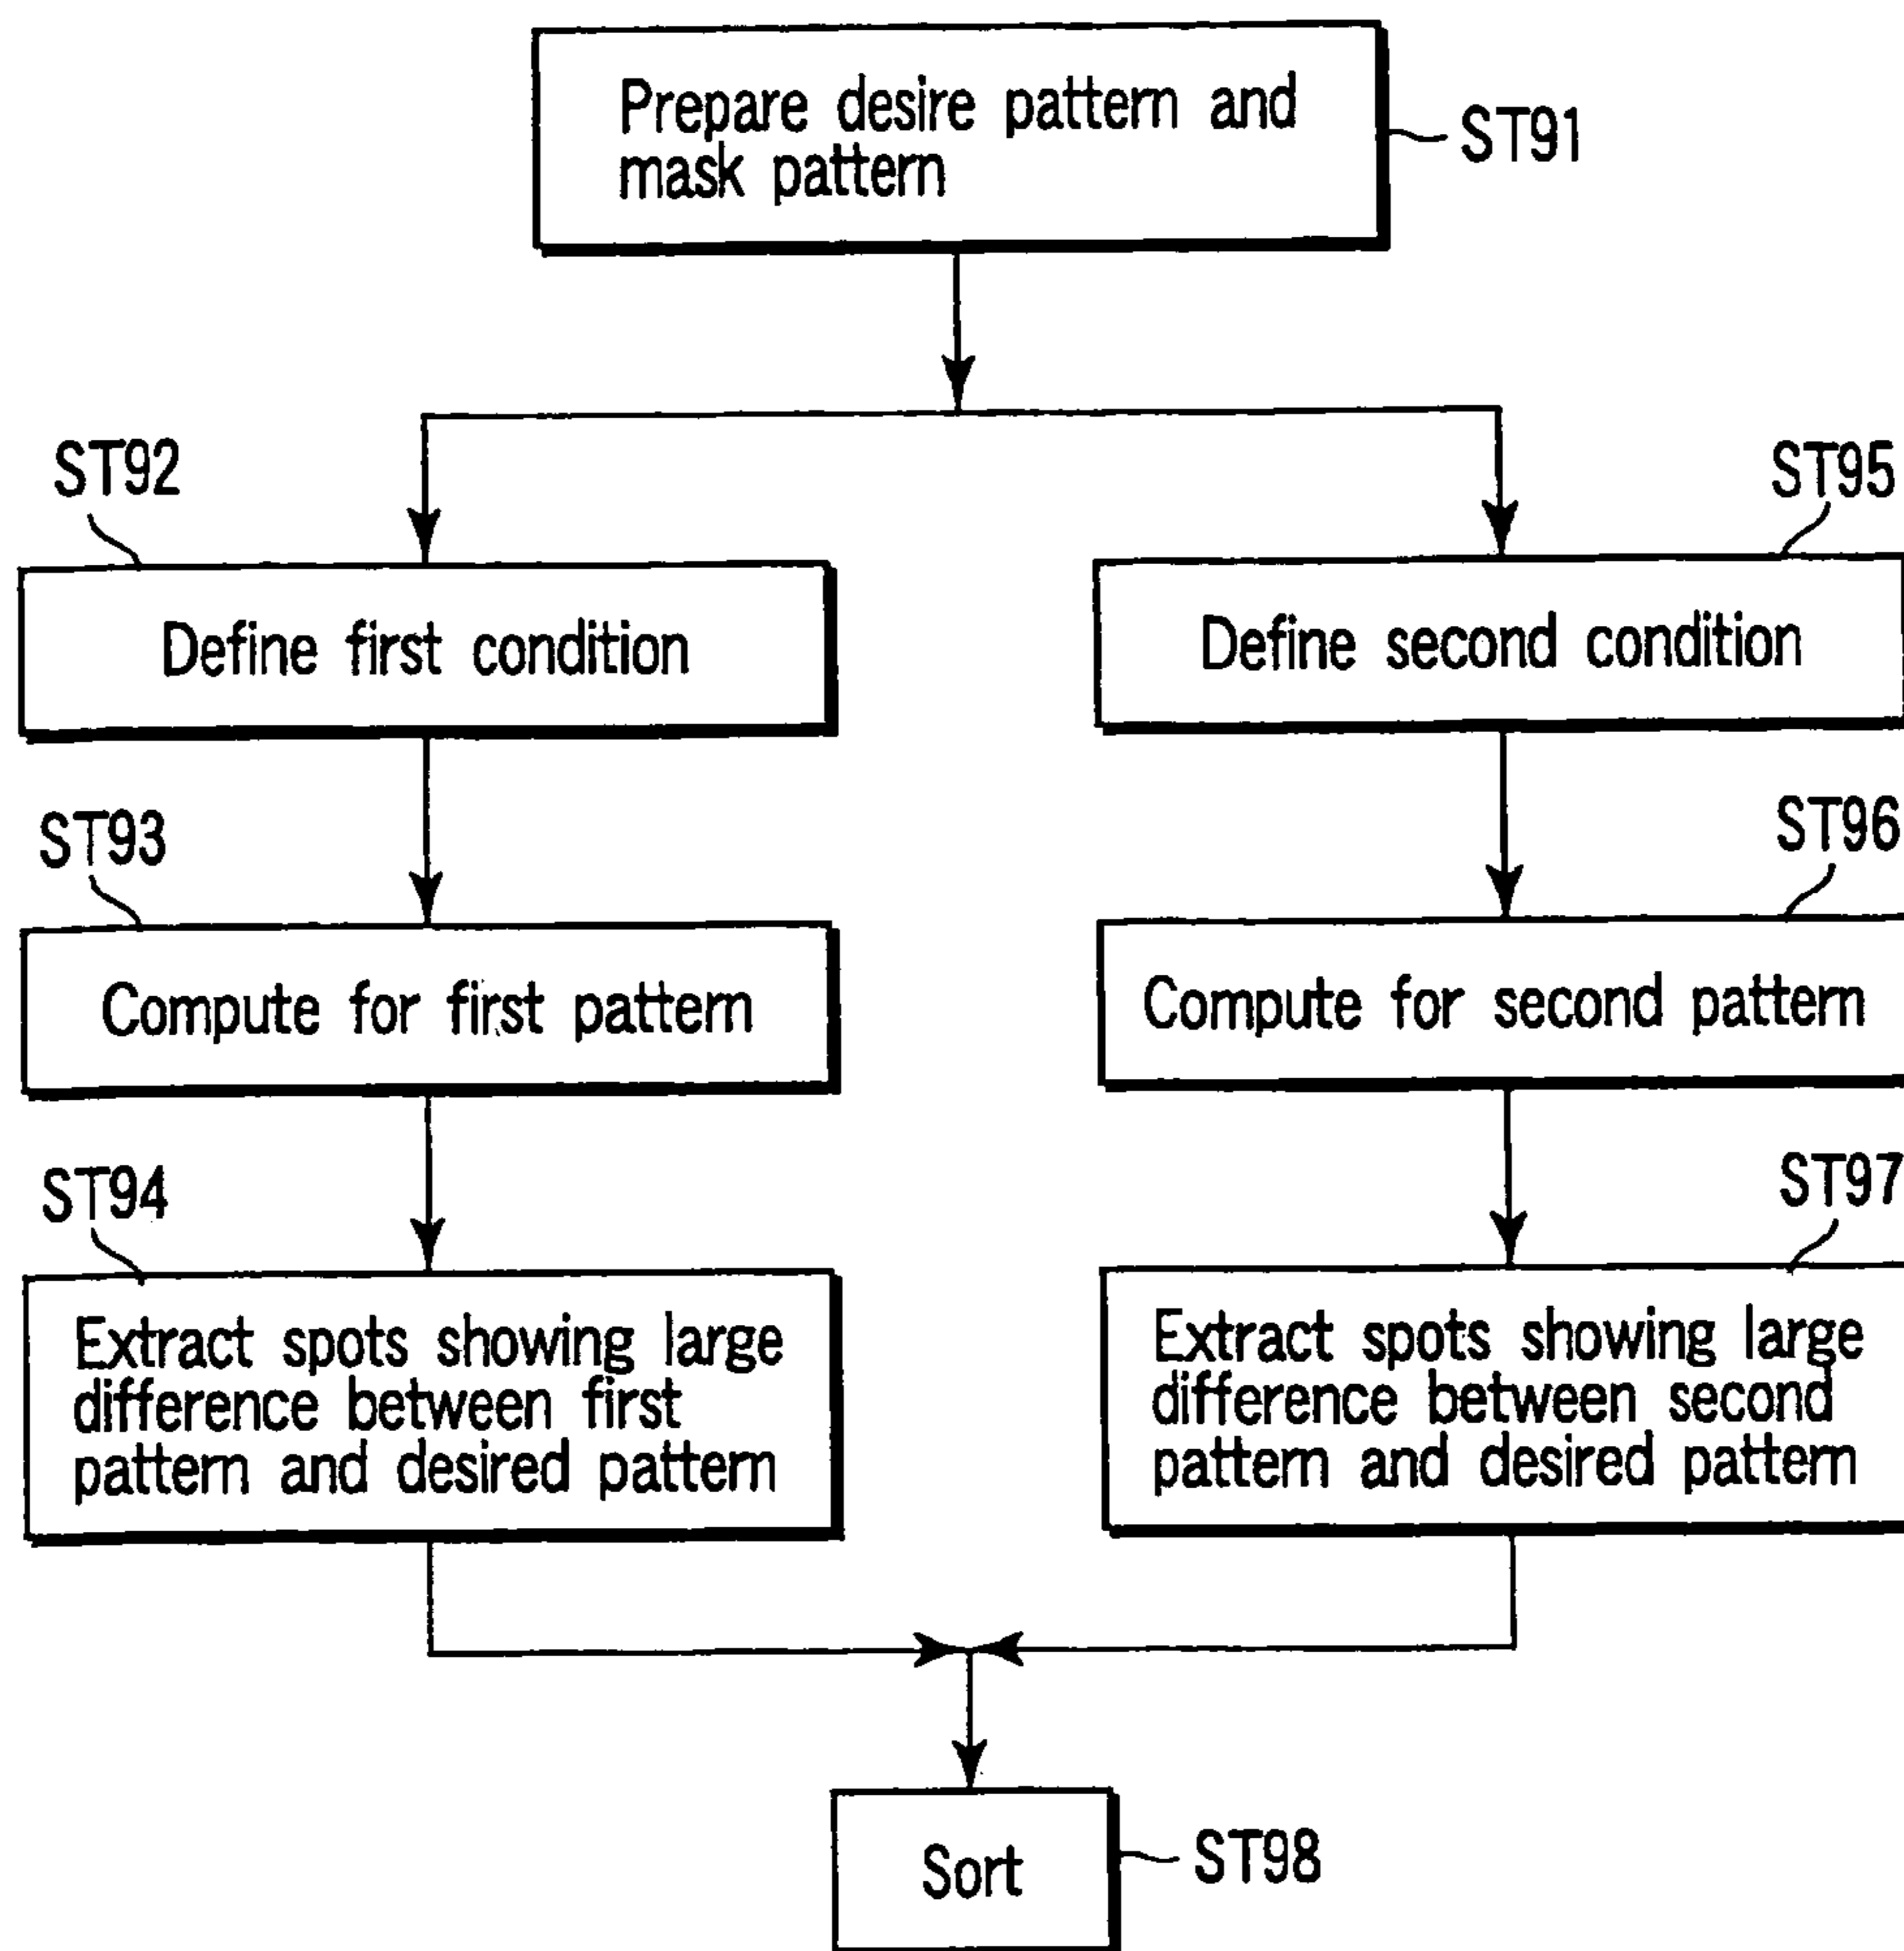 Prepare desire pattern and
mask pattern
ST91
ST92
Define first condition
ST93
Compute for first pattern
ST94
Extract spots showing large
difference between first
pattern and desired pattern
ST95
Define second condition
ST96
Compute for second pattern
ST97
Extract spots showing large
difference between second
pattern and desired pattern
Sort
ST98